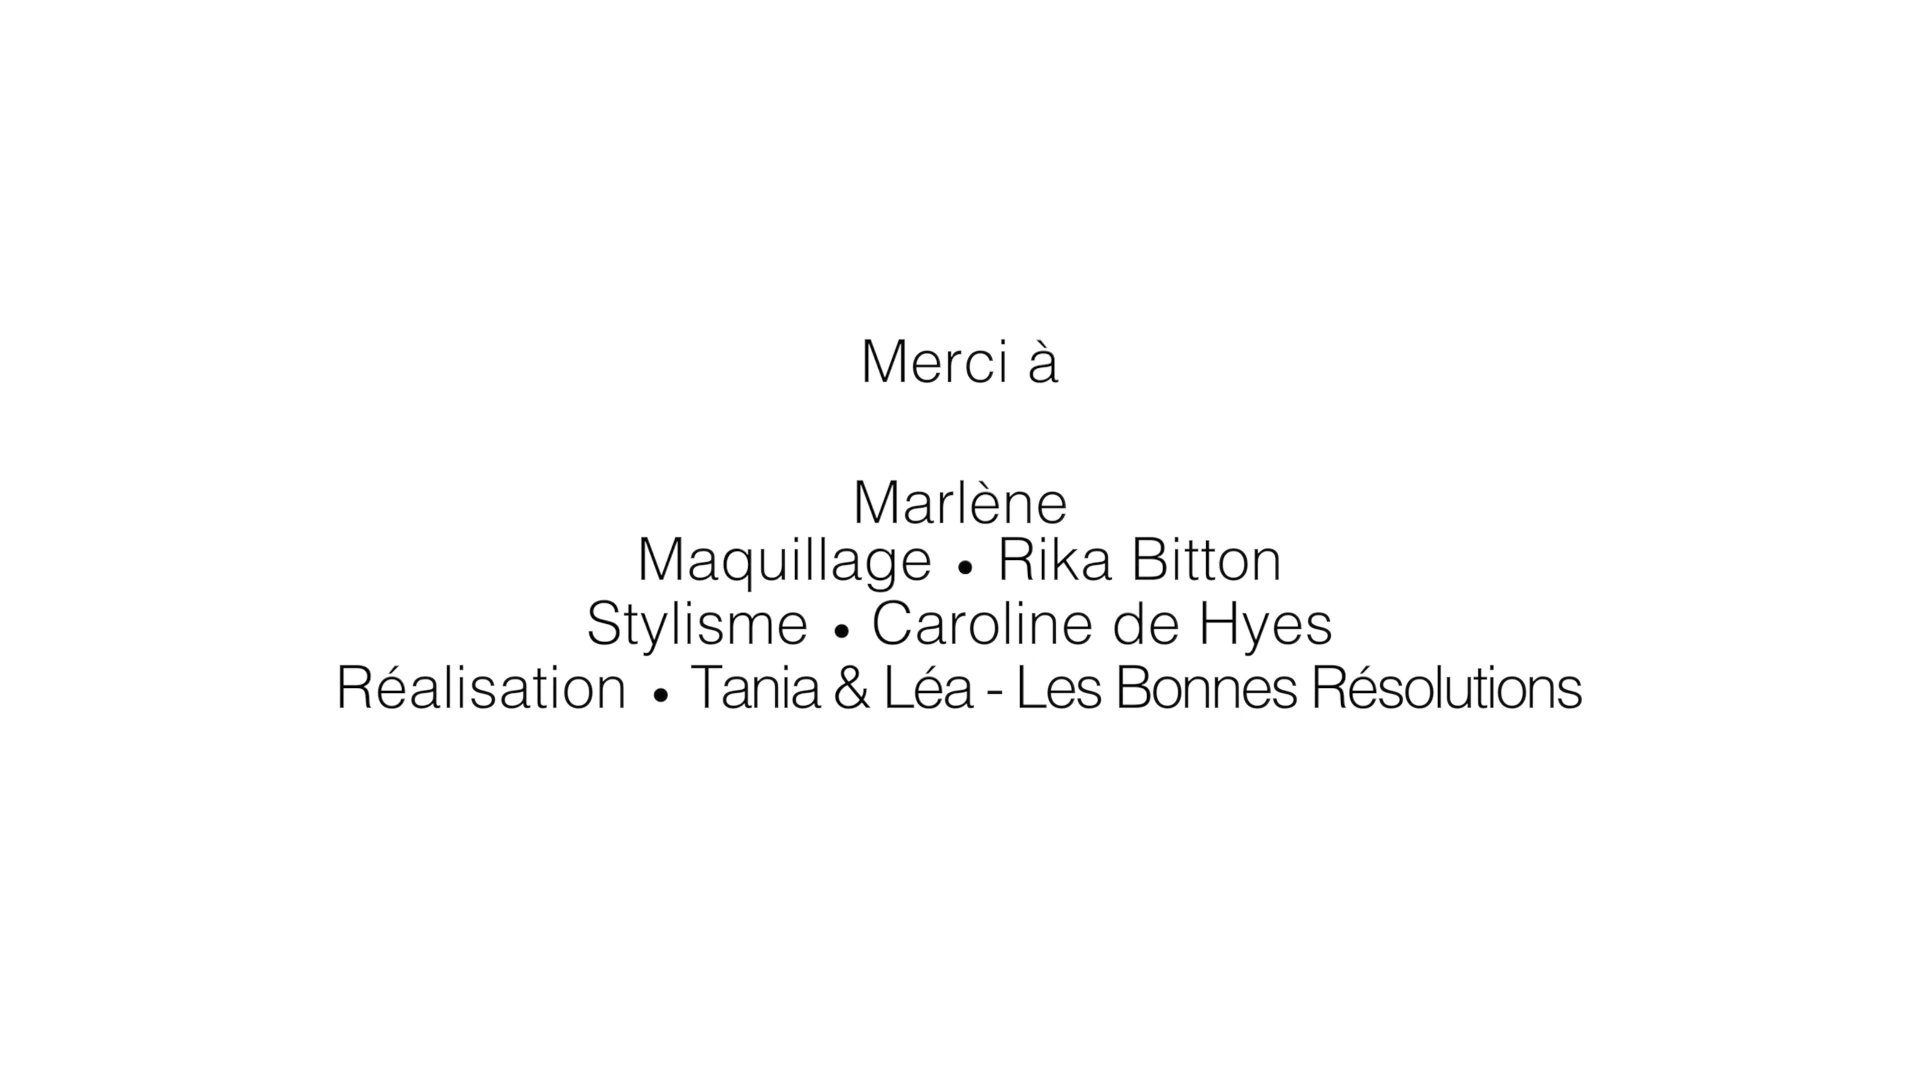 Merci à
Marlène
Maquillage • Rika Bitton
Stylisme • Caroline de Hyes
Réalisation • Tania & Léa - Les Bonnes Résolutions